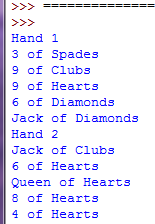 >>> ==============
>>>
Hand 1
3 of Spades
9 of Clubs
9 of Hearts
6 of Diamonds
Jack of Diamonds
Hand 2
Jack of Clubs
6 of Hearts
Queen of Hearts
8 of Hearts
4 of Hearts